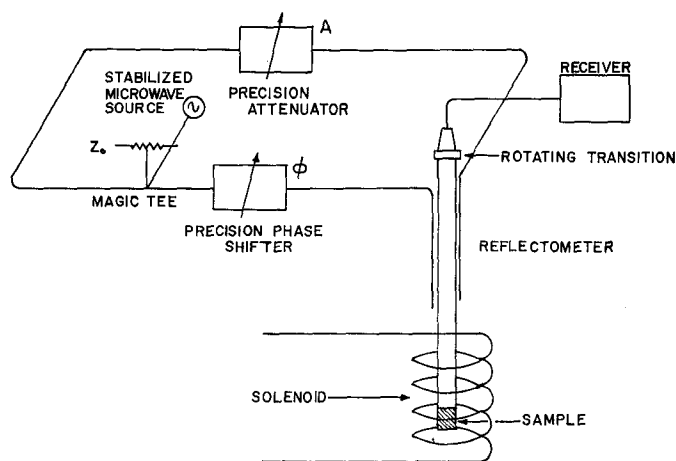 A
STABILIZED
MICROWAVE
SOURCE
PRECISION
ATTENUATOR
RECEIVER
Z₀
ROTATING TRANSITION
ϕ
MAGIC TEE
PRECISION PHASE
SHIFTER
REFLECTOMETER
SOLENOID
SAMPLE